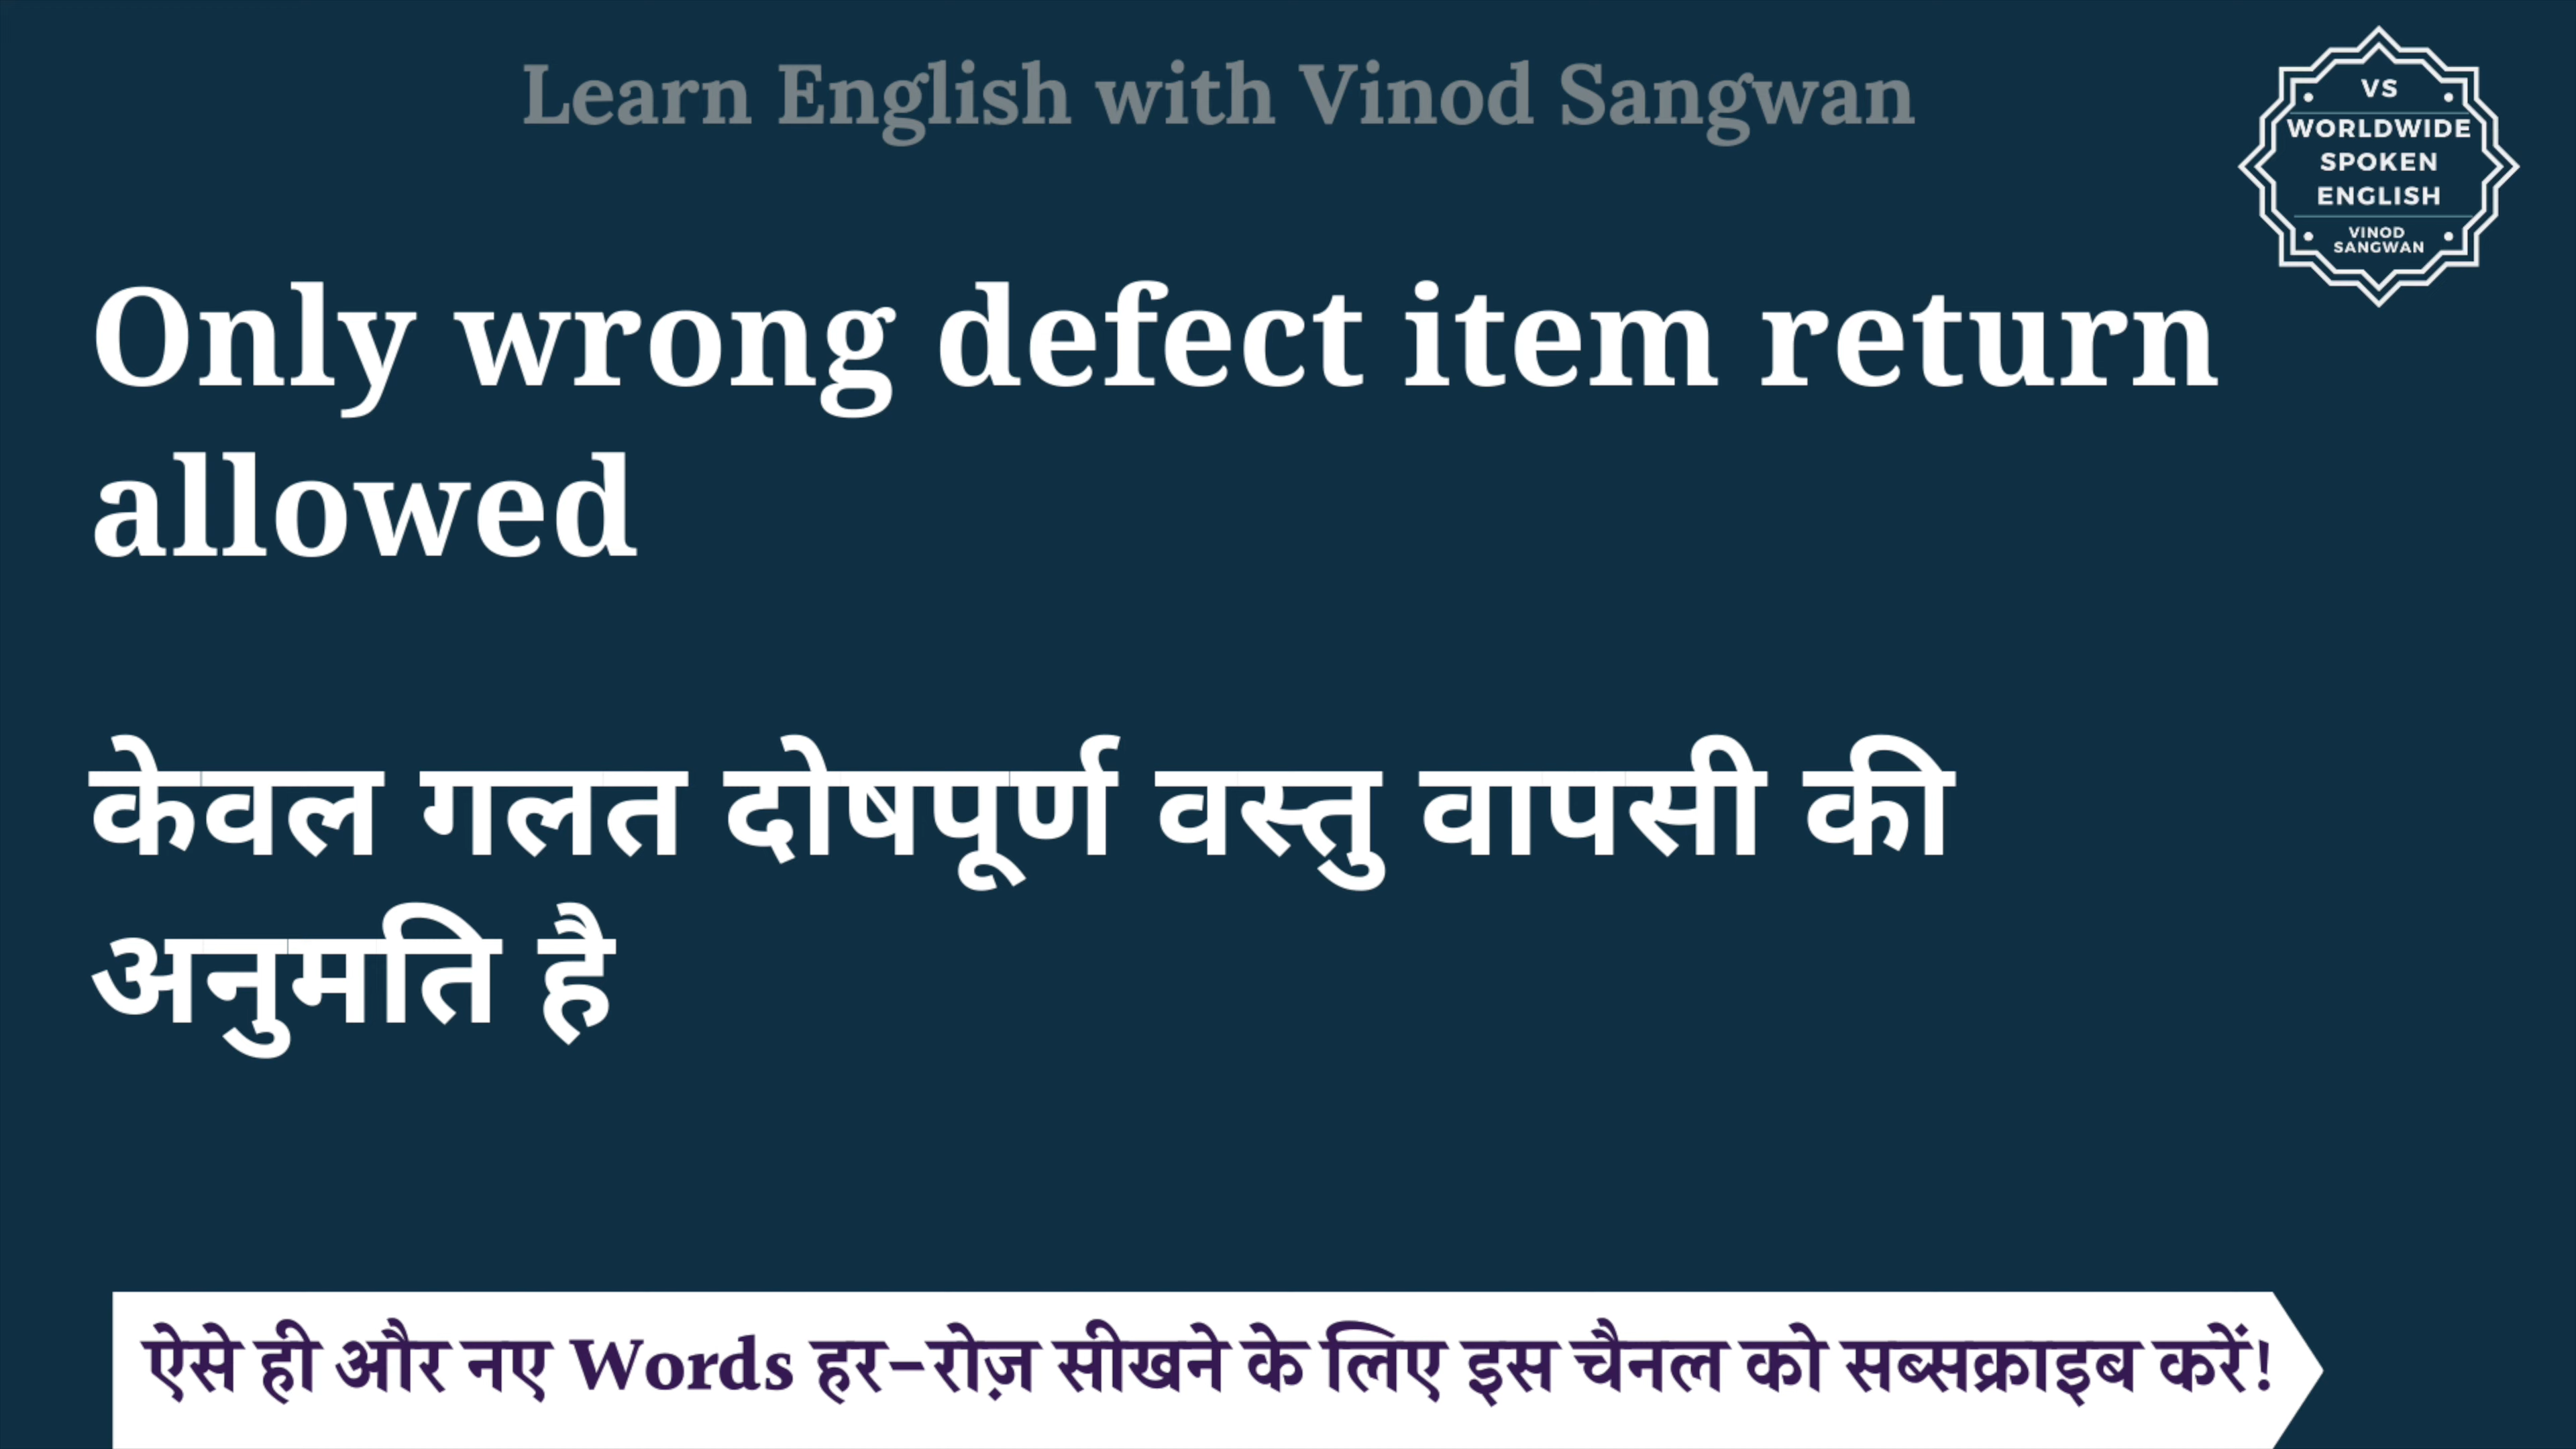 Learn English with Vinod Sangwan
VS
WORLDWIDE
SPOKEN
ENGLISH
VINOD
SANGWAN
Only wrong defect item return
allowed
केवल गलत दोषपूर्ण वस्तु वापसी की
अनुमति है
ऐसे ही और नए Words हर-रोज़ सीखने के लिए इस चैनल को सब्सक्राइब करें!